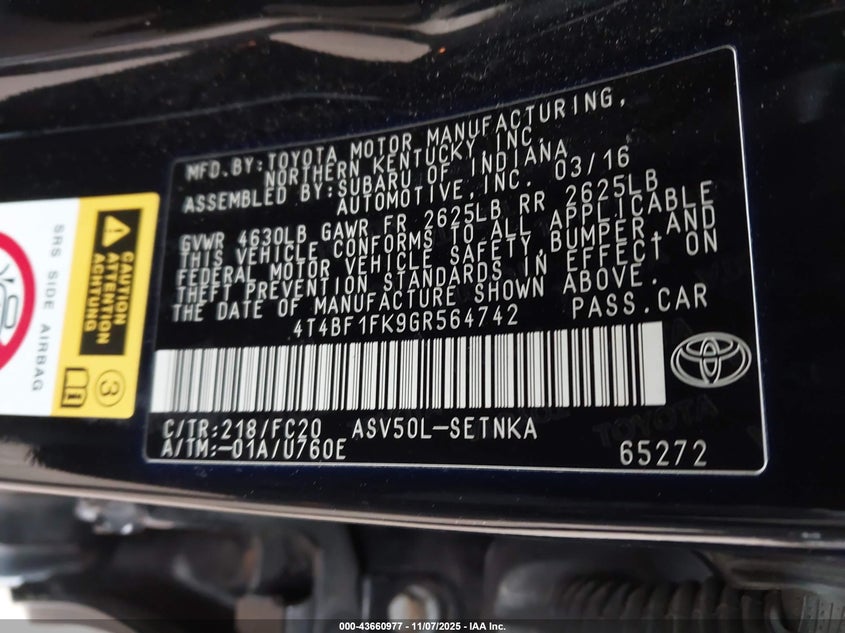 MFD.BY:TOYOTA MOTOR MANUFACTURING,
NORTHERN KENTUCKY, INC.
ASSEMBLED BY:SUBARU OF INDIANA
AUTOMOTIVE,INC. 03/16
GVWR 4630LB GAWR FR 2625LB RR 2625LB
THIS VEHICLE CONFORMS TO ALL APPLICABLE
FEDERAL MOTOR VEHICLE SAFETY,BUMPER,AND
THEFT PREVENTION STANDARDS IN EFFECT ON
THE DATE OF MANUFACTURE SHOWN ABOVE.
4T4BF1FK9GR564742 PASS.CAR
C/TR:218/FC20 ASV50L-SETNKA
A/TM:-01A/U760E 65272
SRS SIDE AIRBAG
CAUTION
ATTENTION
ACHTUNG
3
000-43660977 - 11/07/2025 - IAA Inc.